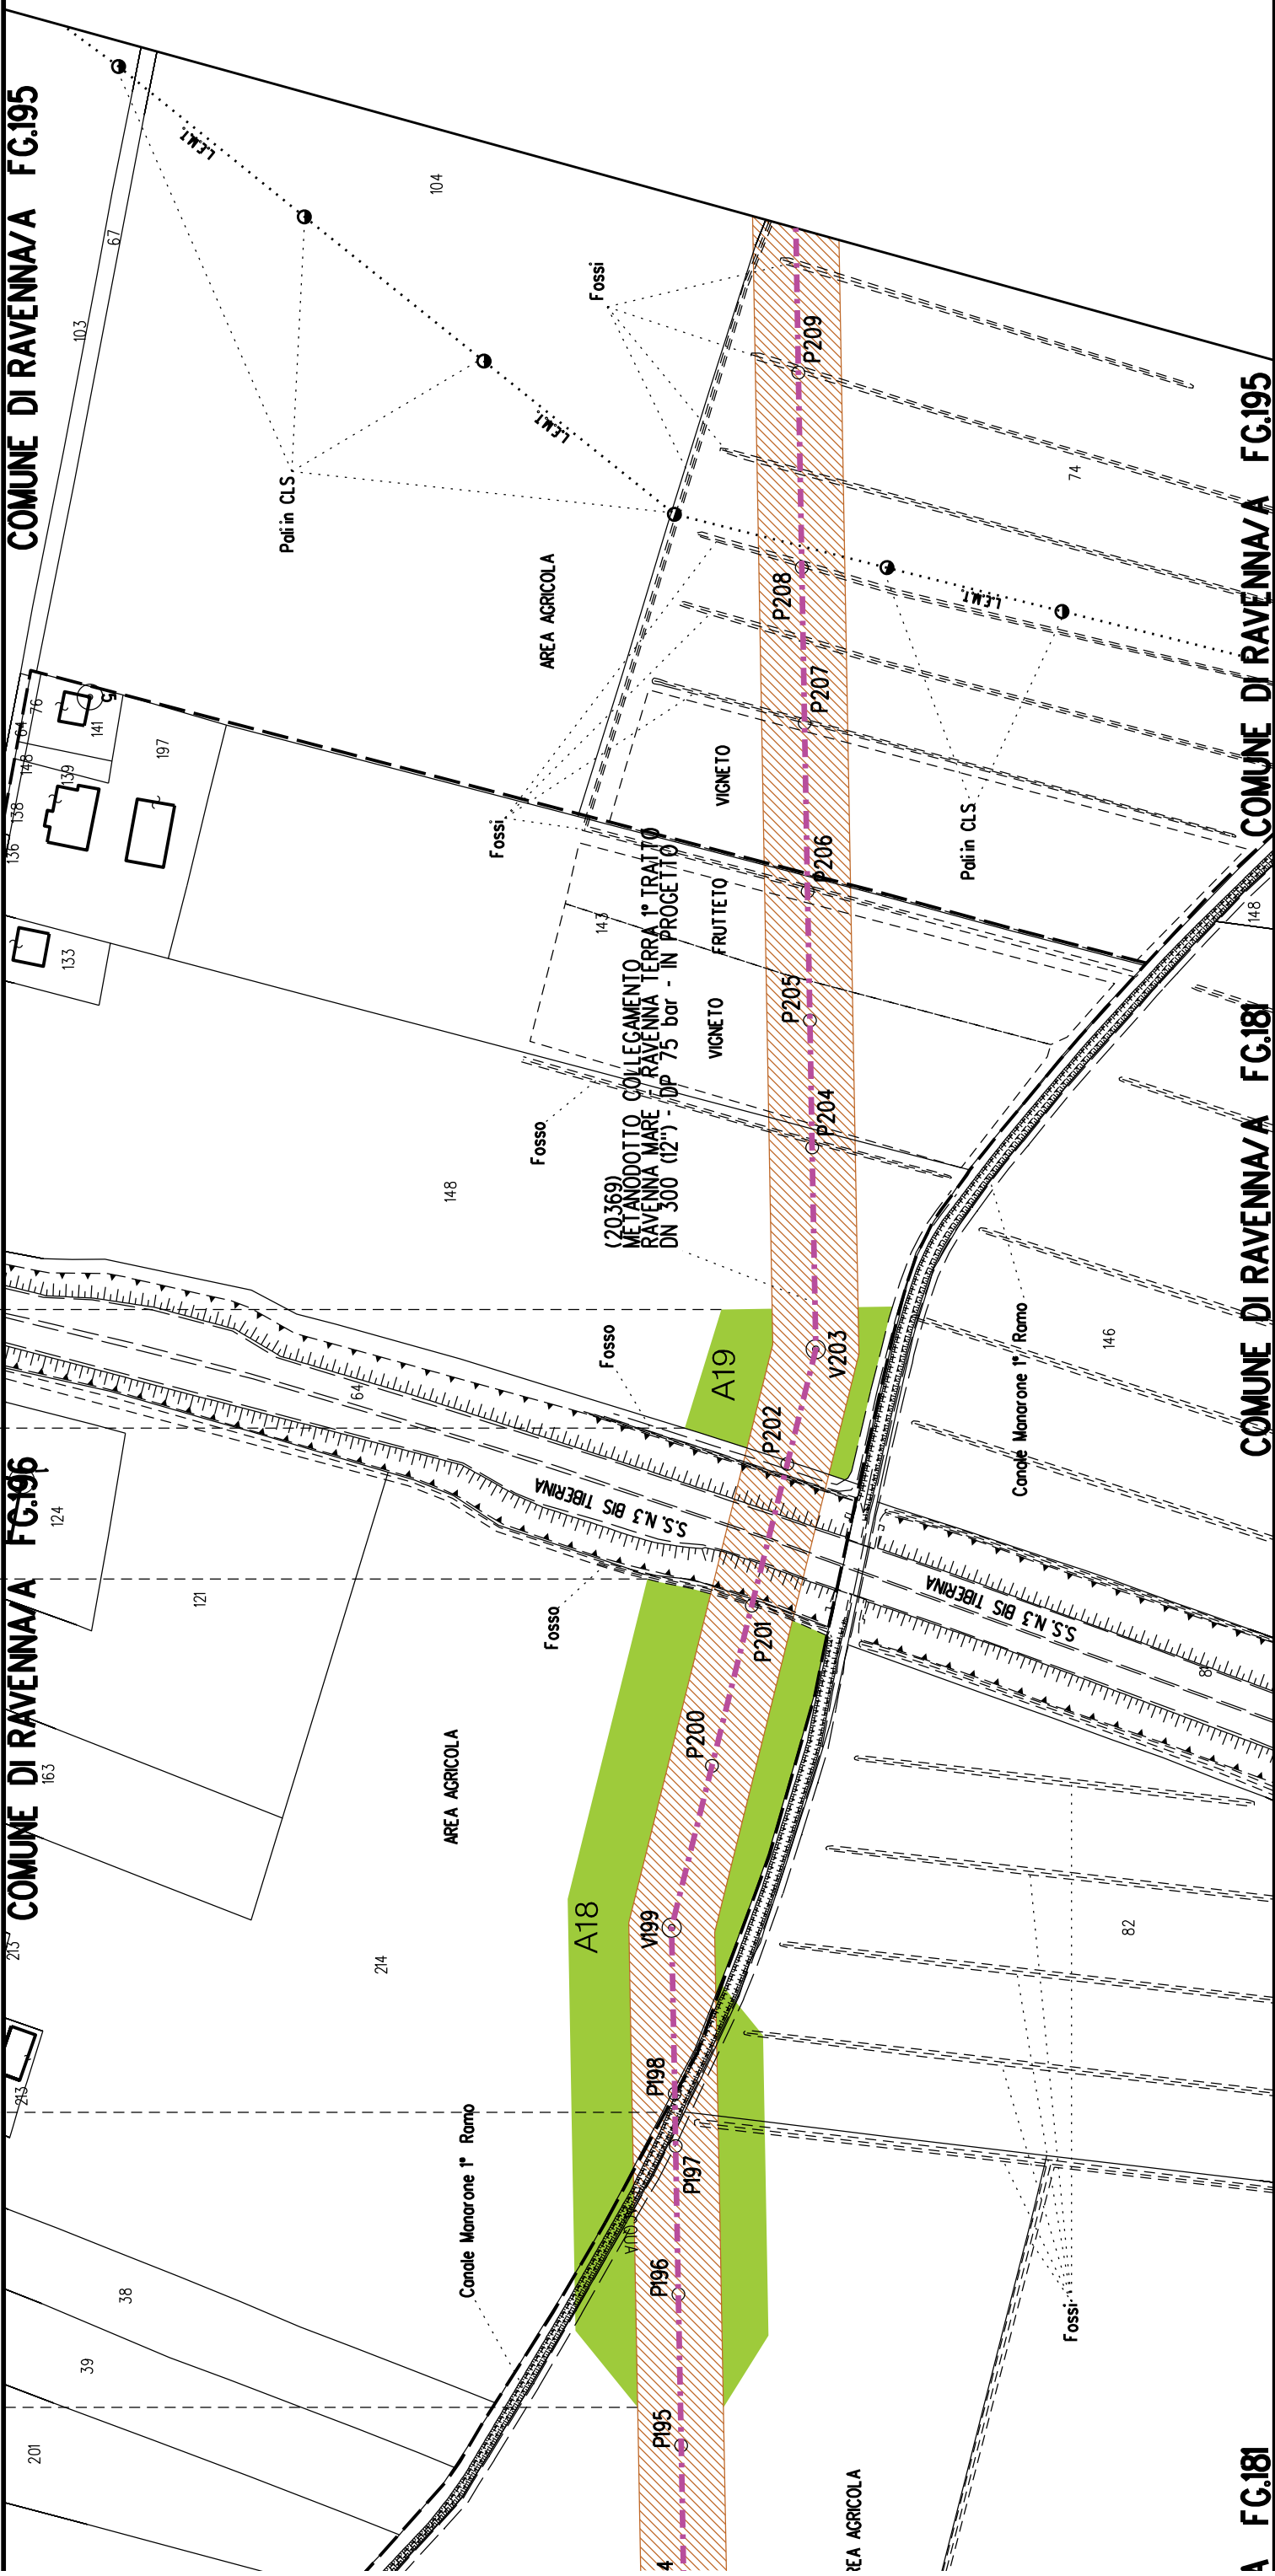 COMUNE DI RAVENNA/A FG.195
L.E.M.T.
104
67
103
Pali in CLS.
L.E.M.T.
Fossi
P209
COMUNE DI RAVENNA/A FG.195
74
AREA AGRICOLA
P208
L.E.M.T.
P207
VIGNETO
Pali in CLS.
5
76
64
141
148
139
197
138
136
133
Fossi
P206
FRUTTETO
143
148
P205
VIGNETO
P204
Fosso
148
(20369)
METANODOTTO COLLEGAMENTO
RAVENNA MARE - RAVENNA TERRA 1° TRATTO
DN 300 (12") - DP 75 bar - IN PROGETTO
COMUNE DI RAVENNA/A FG.181
Fosso
A19
V203
Canale Manarone 1° Ramo
146
64
P202
S.S. N.3 BIS TIBERINA
S.S. N.3 BIS TIBERINA
COMUNE DI RAVENNA/A FG.196
124
121
Fosso
P201
163
AREA AGRICOLA
P200
A18
V199
82
213
214
213
P198
P197
Canale Manarone 1° Ramo
P196
38
39
201
Fossi
P195
AREA AGRICOLA
FG.181